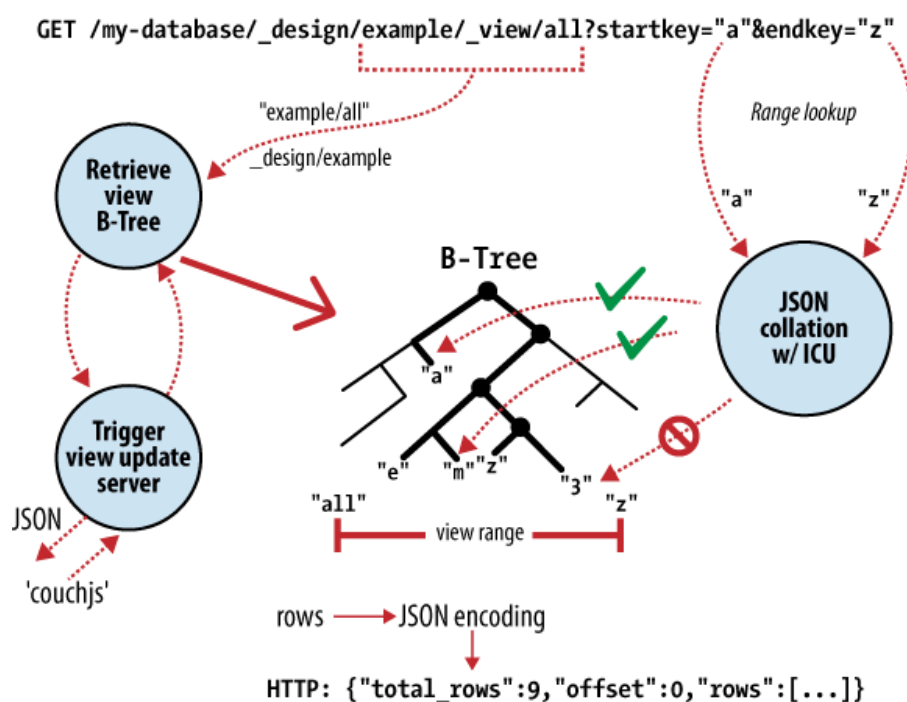 GET /my-database/_design/example/_view/all?startkey="a"&endkey="z"
"example/all"
_design/example
Range lookup
"a"
"z"
Retrieve
view
B-Tree
B-Tree
JSON
collation
w/ ICU
"a"
Trigger
view update
server
"e"
"m"
"z"
"3"
"all"
"z"
view range
JSON
'couchjs'
rows
JSON encoding
HTTP: {"total_rows":9,"offset":0,"rows":[...]}